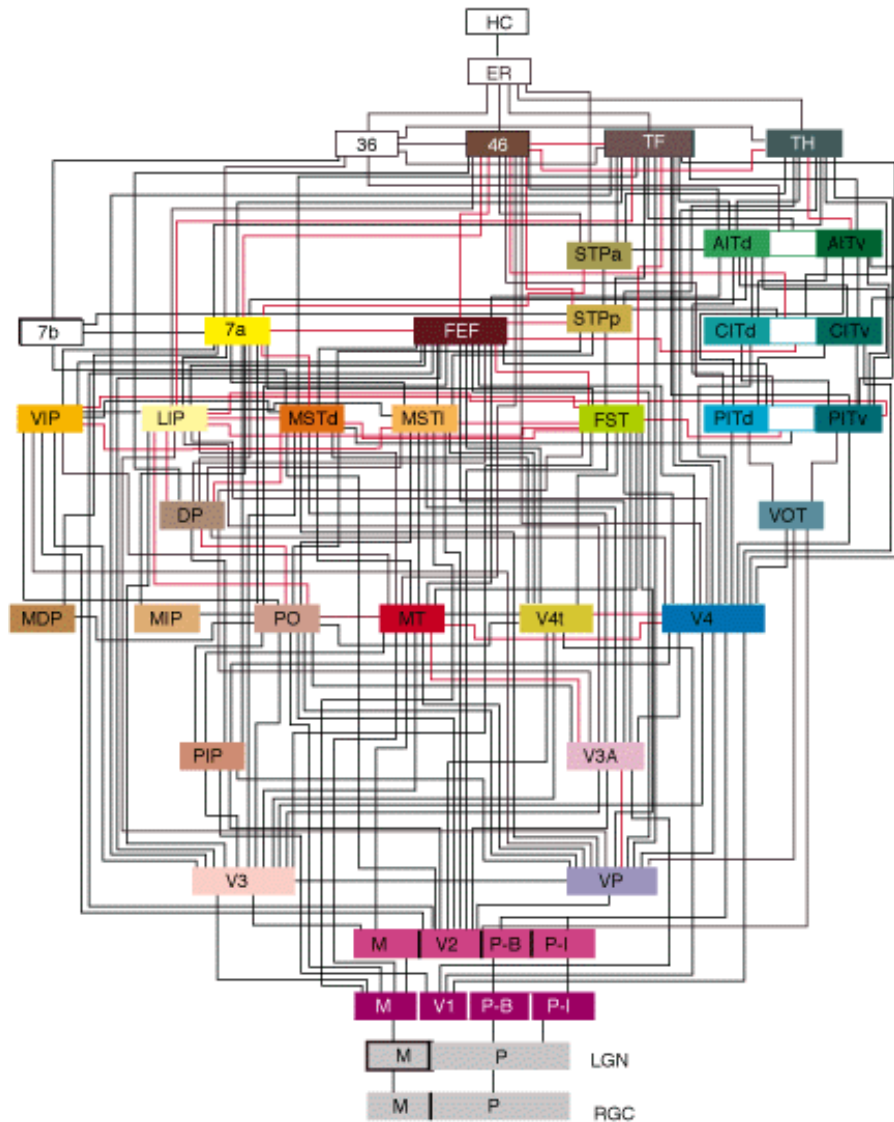 HC
ER
36 46 TF TH
STPa AITd AITv
7b 7a FEF STPp CITd CITv
VIP LIP MSTd MSTl FST PITd PITv
DP VOT
MDP MIP PO MT V4t V4
PIP V3A
V3 VP
M V2 P-B P-I
M V1 P-B P-I
M P LGN
M P RGC